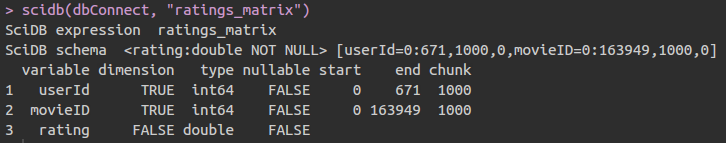 > scidb(dbConnect, "ratings_matrix")
SciDB expression  ratings_matrix
SciDB schema  <rating:double NOT NULL> [userId=0:671,1000,0,movieID=0:163949,1000,0]
  variable dimension   type nullable start    end chunk
1   userId      TRUE  int64    FALSE     0    671  1000
2  movieID      TRUE  int64    FALSE     0 163949  1000
3   rating     FALSE double    FALSE